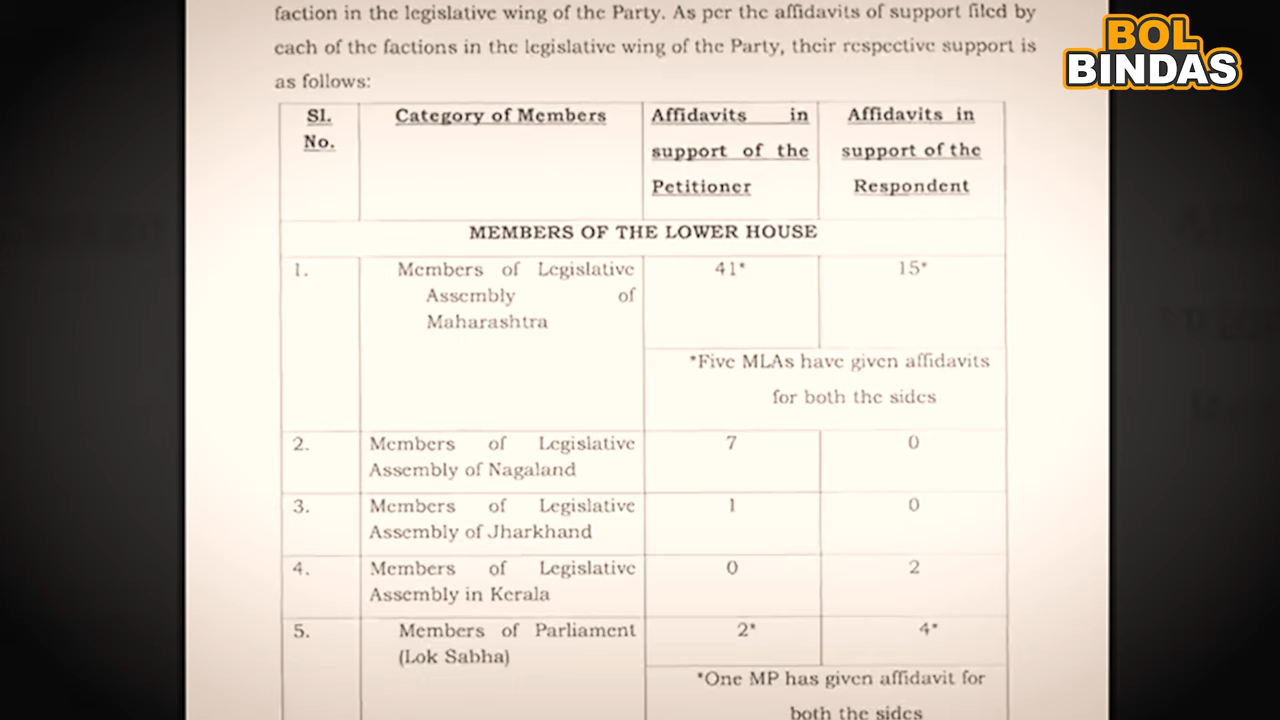 faction in the legislative wing of the Party. As per the affidavits of support filed by
each of the factions in the legislative wing of the Party, their respective support is
as follows:
BOL
BINDAS
Sl. No.
Category of Members
Affidavits in support of the Petitioner
Affidavits in support of the Respondent
MEMBERS OF THE LOWER HOUSE
1.
Members of Legislative
Assembly of
Maharashtra
41*
15*
*Five MLAs have given affidavits
for both the sides
2.
Members of Legislative
Assembly of Nagaland
7
0
3.
Members of Legislative
Assembly of Jharkhand
1
0
4.
Members of Legislative
Assembly in Kerala
0
2
5.
Members of Parliament
(Lok Sabha)
2*
4*
*One MP has given affidavit for
both the sides